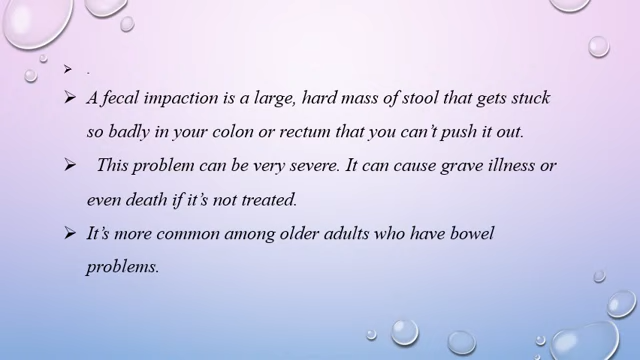 ➢ .
➢ A fecal impaction is a large, hard mass of stool that gets stuck
so badly in your colon or rectum that you can’t push it out.
➢ This problem can be very severe. It can cause grave illness or
even death if it’s not treated.
➢ It’s more common among older adults who have bowel
problems.